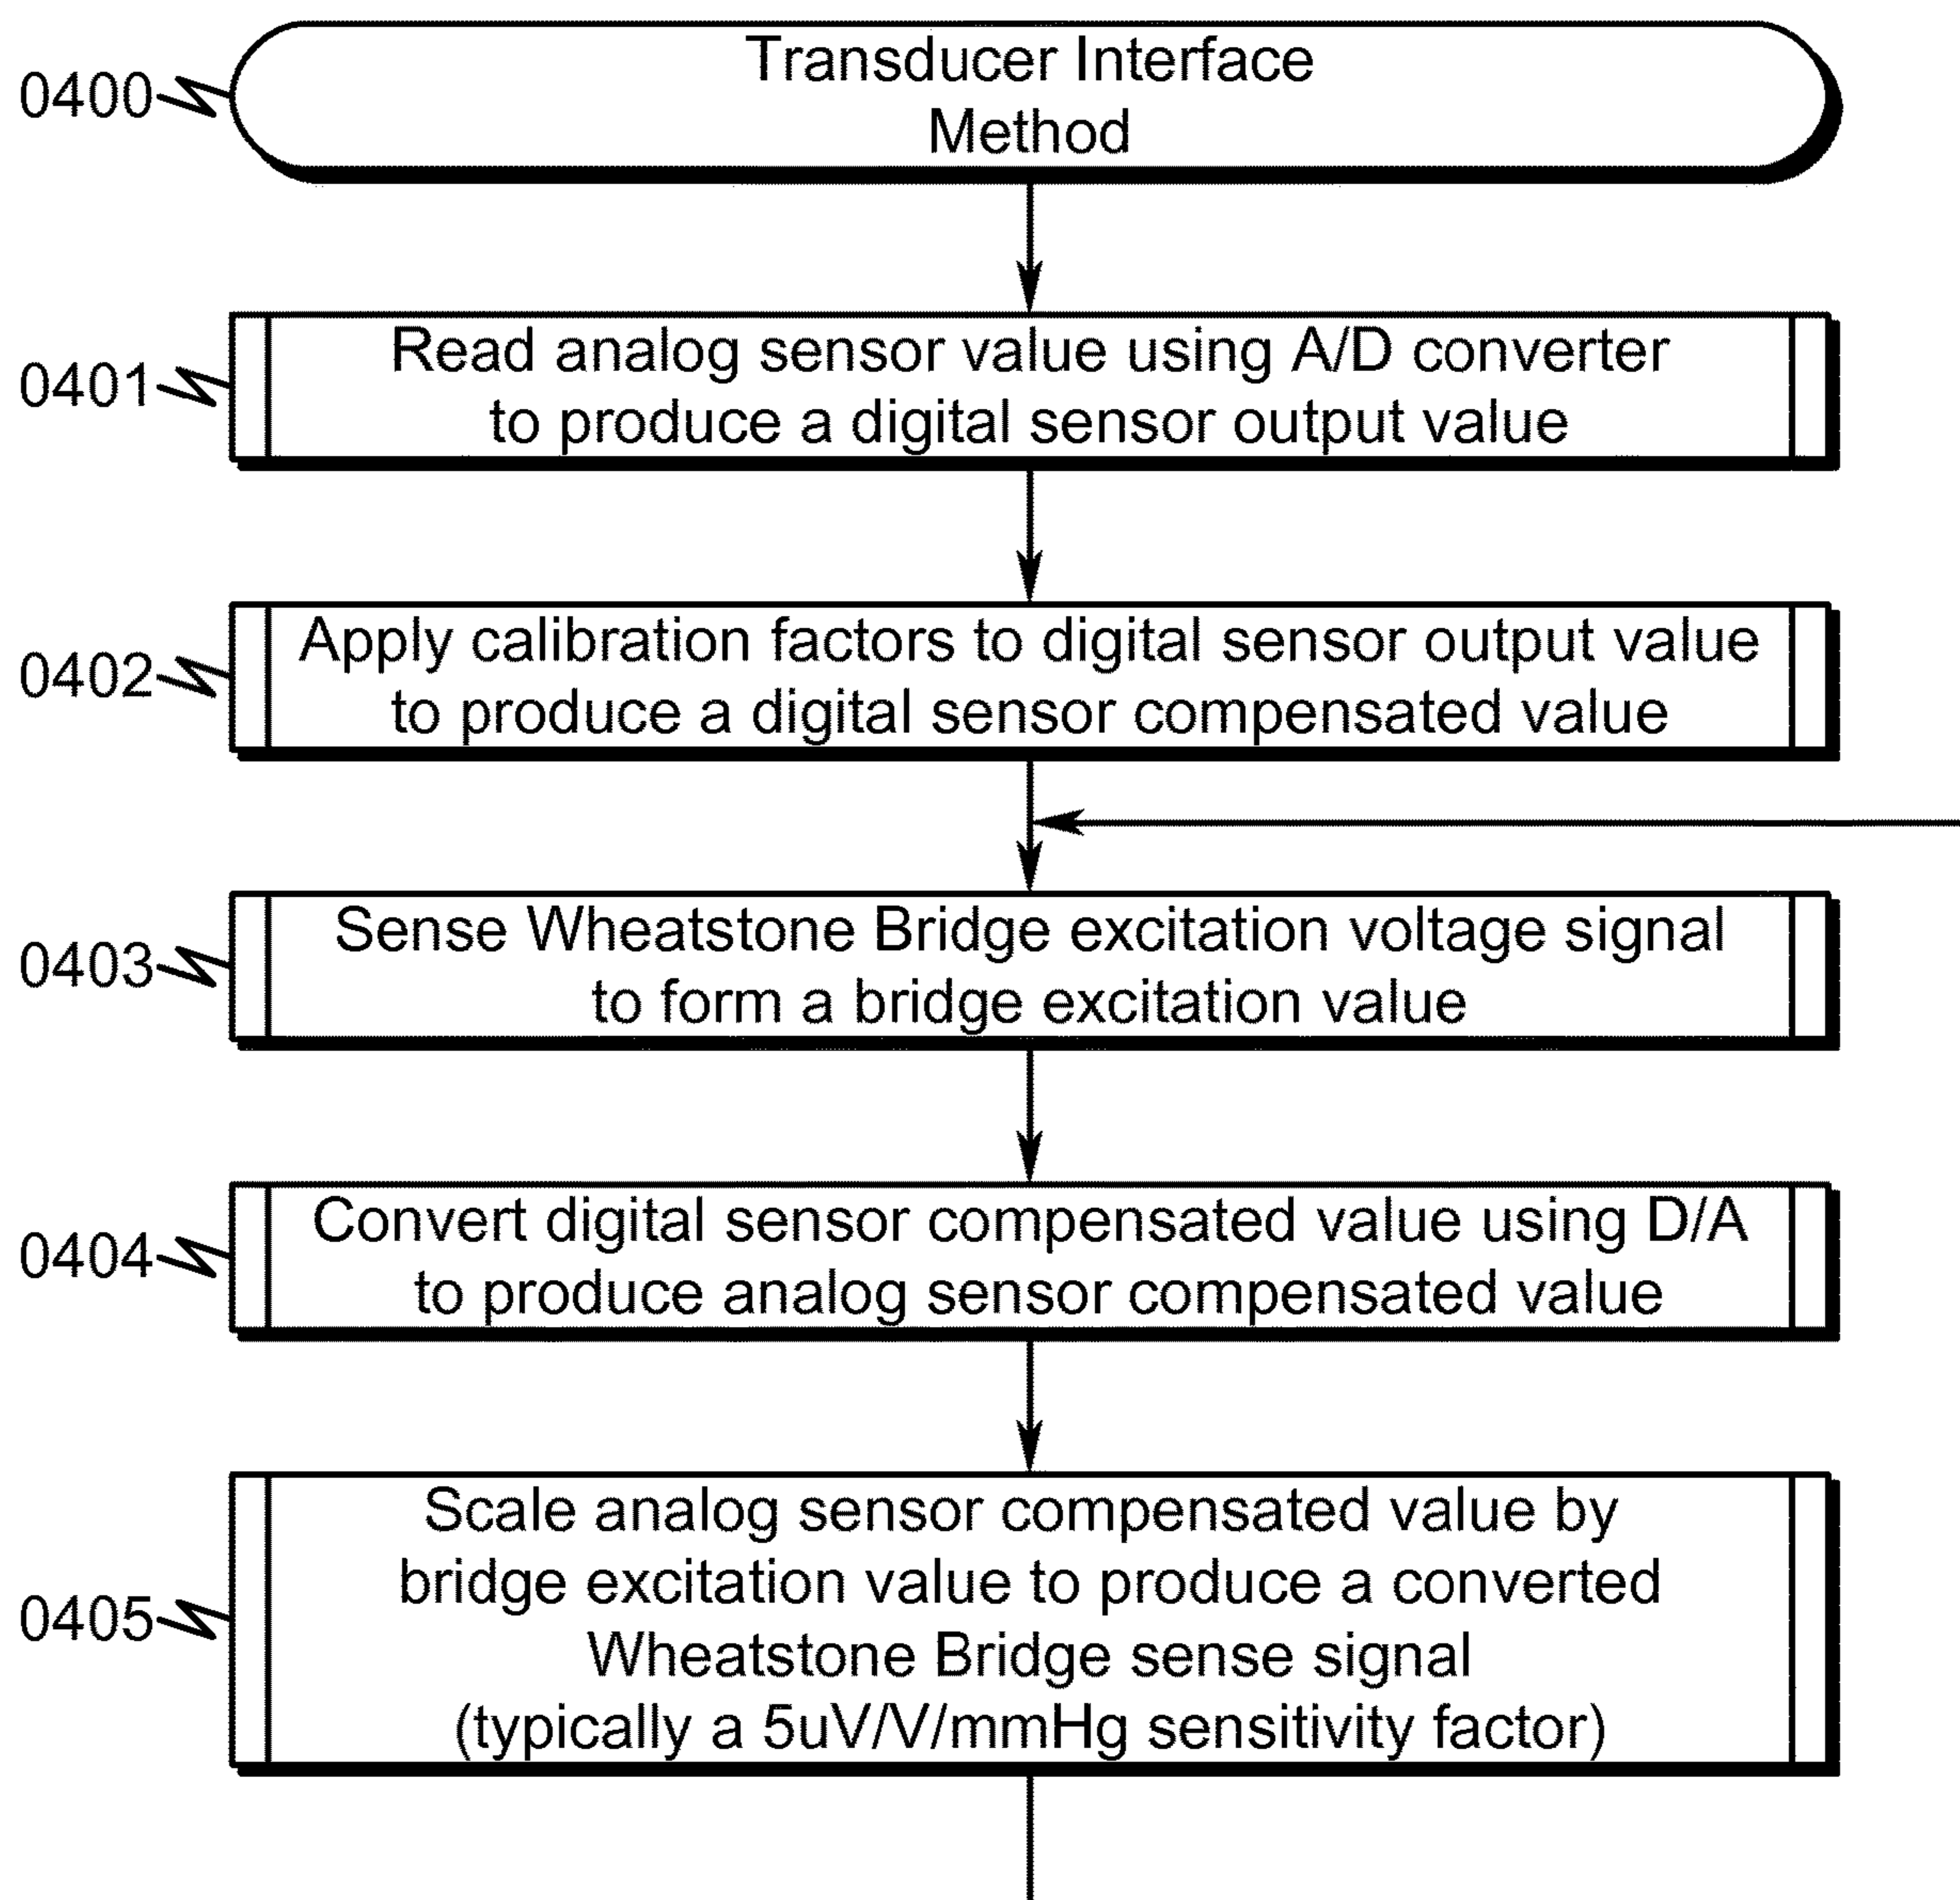 Transducer Interface
Method
0400
Read analog sensor value using A/D converter
to produce a digital sensor output value
0401
Apply calibration factors to digital sensor output value
to produce a digital sensor compensated value
0402
Sense Wheatstone Bridge excitation voltage signal
to form a bridge excitation value
0403
Convert digital sensor compensated value using D/A
to produce analog sensor compensated value
0404
Scale analog sensor compensated value by
bridge excitation value to produce a converted
Wheatstone Bridge sense signal
(typically a 5uV/V/mmHg sensitivity factor)
0405